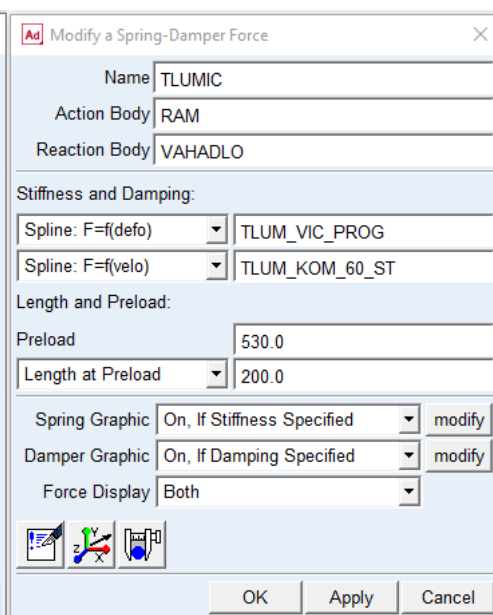 Ad Modify a Spring-Damper Force
Name TLUMIC
Action Body RAM
Reaction Body VAHADLO
Stiffness and Damping:
Spline: F=f(defo) TLUM_VIC_PROG
Spline: F=f(velo) TLUM_KOM_60_ST
Length and Preload:
Preload 530.0
Length at Preload 200.0
Spring Graphic On, If Stiffness Specified modify
Damper Graphic On, If Damping Specified modify
Force Display Both
Z Y X
OK Apply Cancel